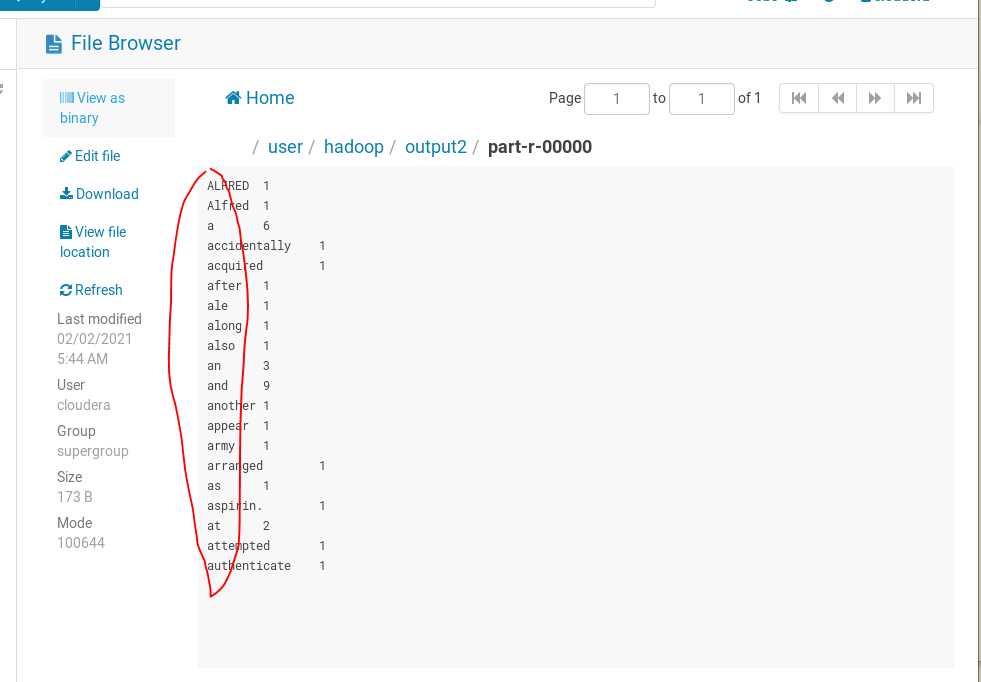 File Browser
View as binary
Home
Page 1 to 1 of 1
/ user / hadoop / output2 / part-r-00000
Edit file
Download
View file location
Refresh
Last modified
02/02/2021
5:44 AM
User
cloudera
Group
supergroup
Size
173 B
Mode
100644
ALFRED 1
Alfred 1
a 6
accidentally 1
acquired 1
after 1
ale 1
along 1
also 1
an 3
and 9
another 1
appear 1
army 1
arranged 1
as 1
aspirin. 1
at 2
attempted 1
authenticate 1